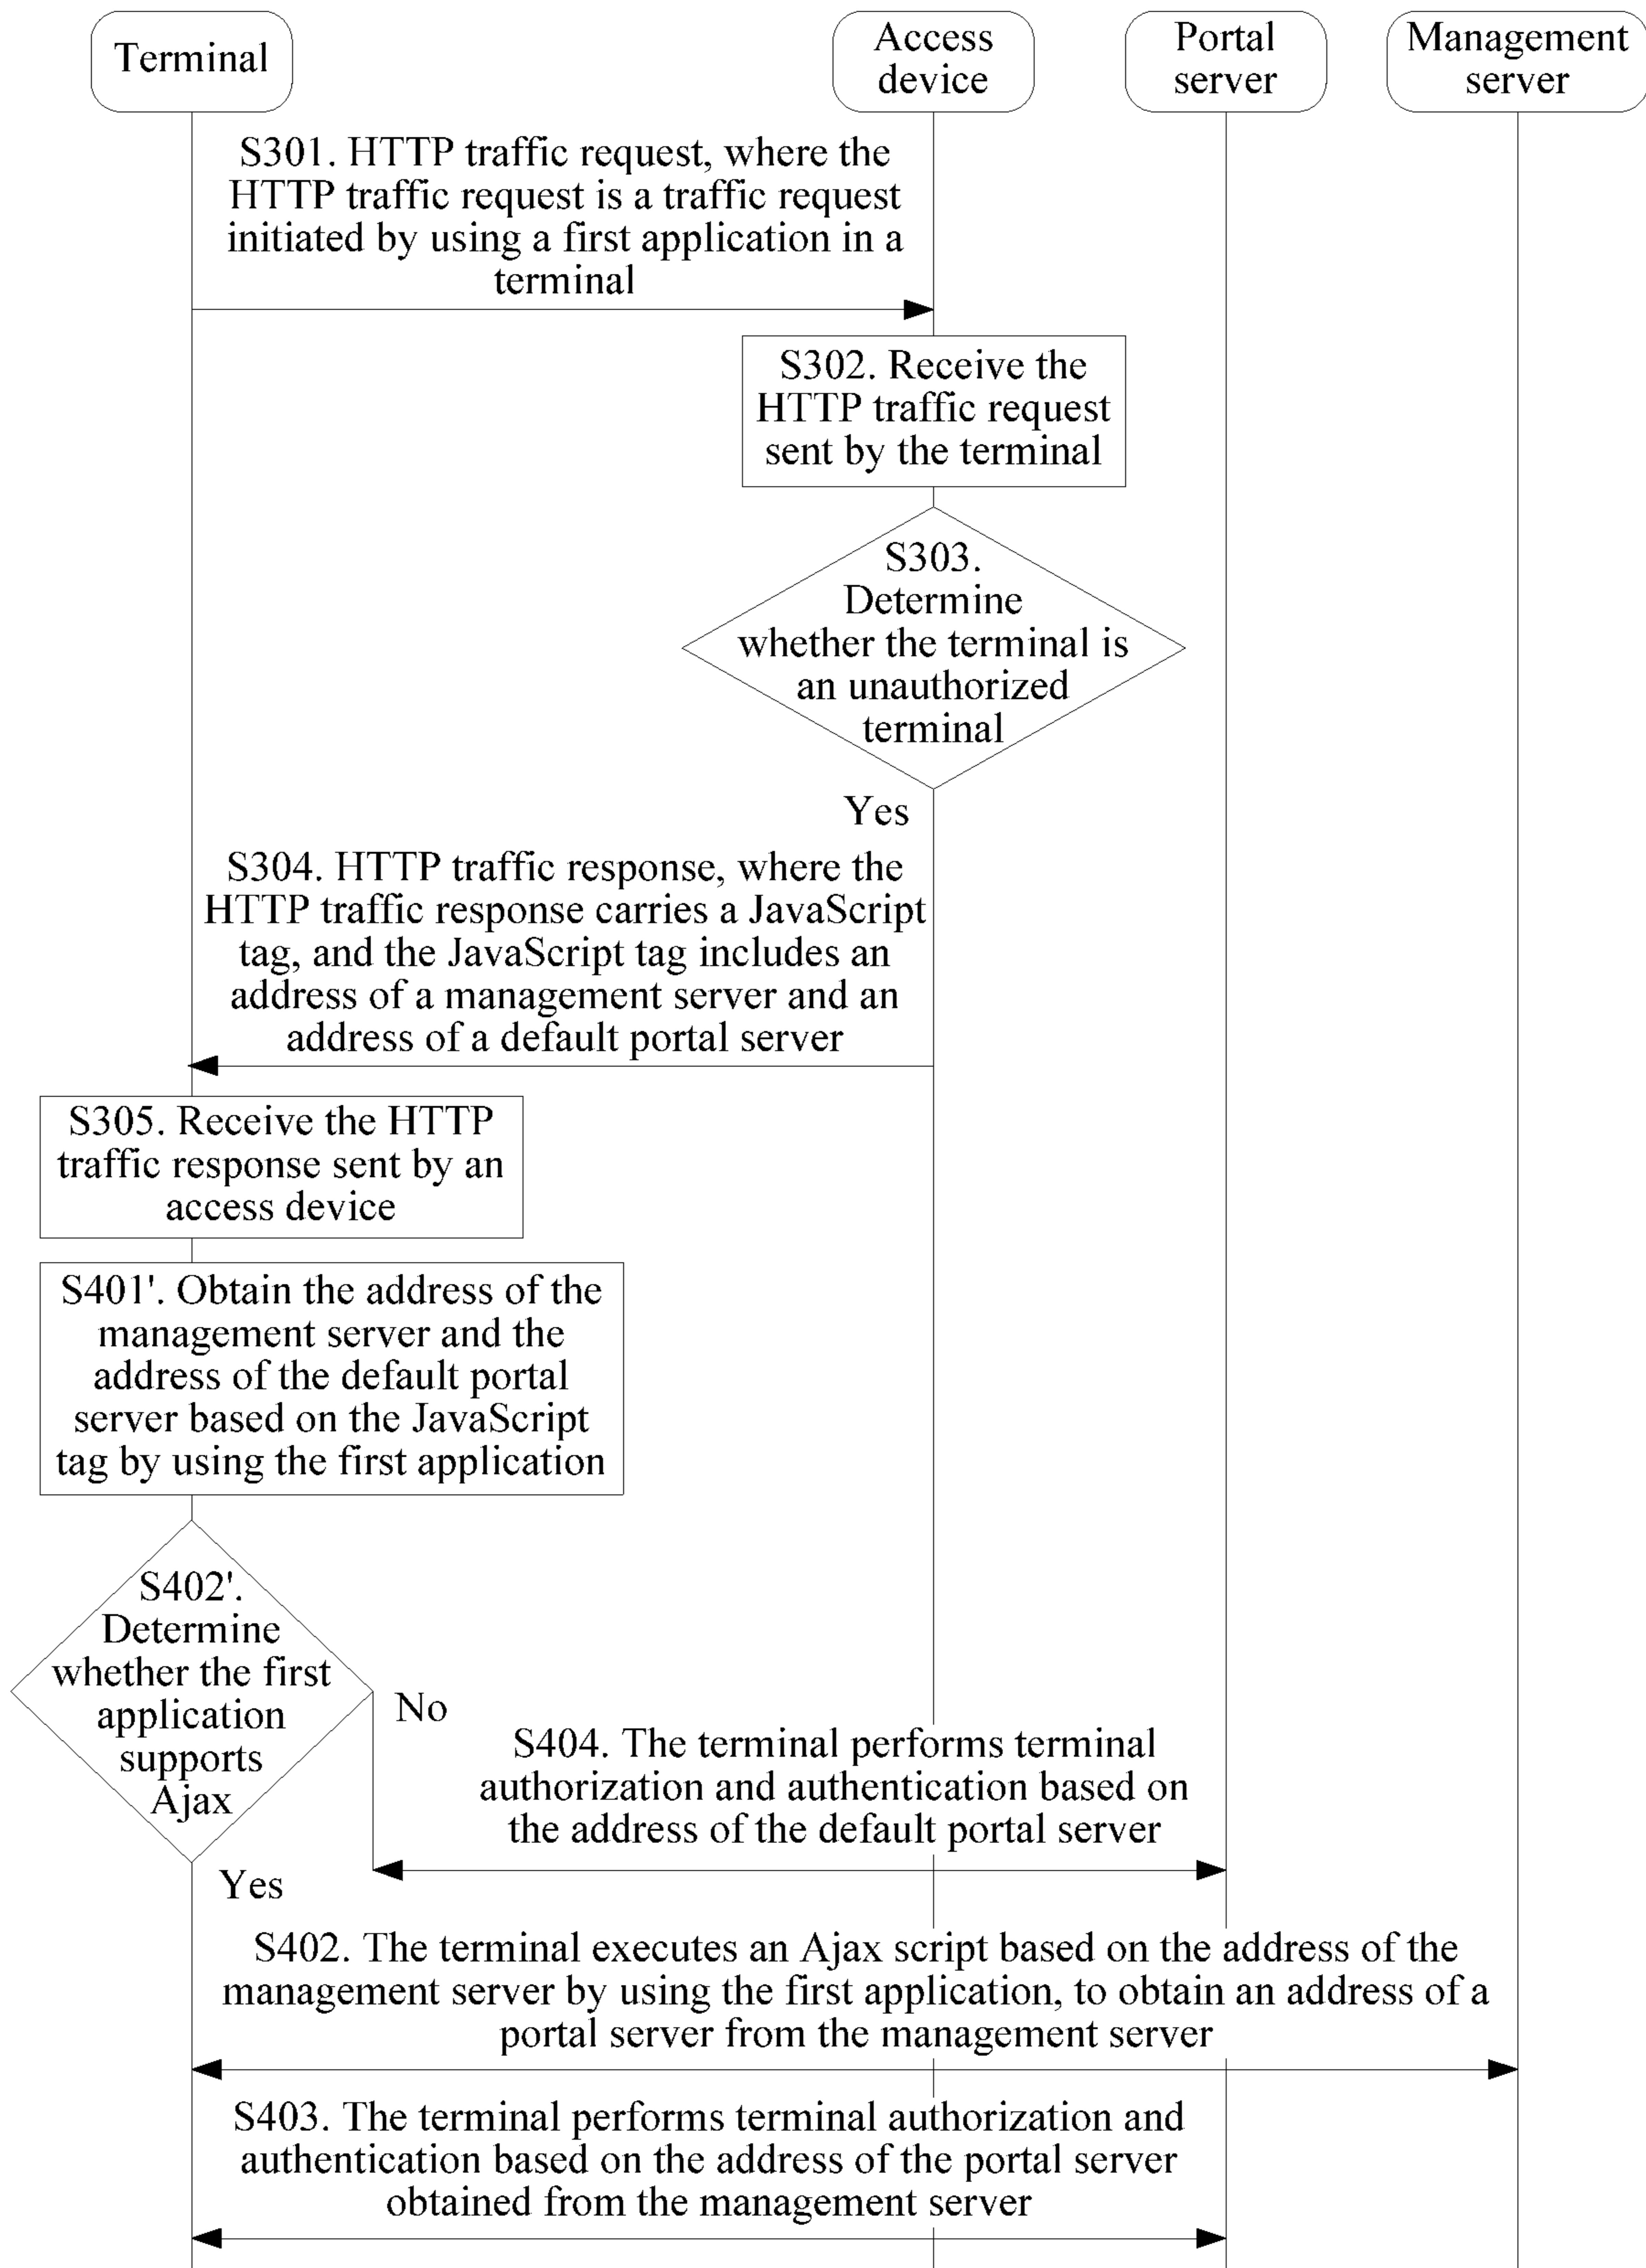 Terminal
Access
device
Portal
server
Management
server
S301. HTTP traffic request, where the
HTTP traffic request is a traffic request
initiated by using a first application in a
terminal
S302. Receive the
HTTP traffic request
sent by the terminal
S303.
Determine
whether the terminal is
an unauthorized
terminal
Yes
S304. HTTP traffic response, where the
HTTP traffic response carries a JavaScript
tag, and the JavaScript tag includes an
address of a management server and an
address of a default portal server
S305. Receive the HTTP
traffic response sent by an
access device
S401'. Obtain the address of the
management server and the
address of the default portal
server based on the JavaScript
tag by using the first application
S402'.
Determine
whether the first
application
supports
Ajax
No
S404. The terminal performs terminal
authorization and authentication based on
the address of the default portal server
Yes
S402. The terminal executes an Ajax script based on the address of the
management server by using the first application, to obtain an address of a
portal server from the management server
S403. The terminal performs terminal authorization and
authentication based on the address of the portal server
obtained from the management server